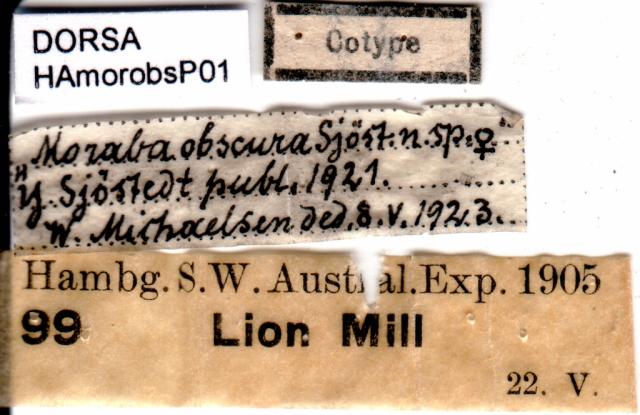 DORSA
HAmorobsP01
Cotype
Moraba obscura Sjöst. n. sp. ♀
Y. Sjöstedt publ. 1921.
W. Michaelsen ded. 8. V. 1923.
Hambg. S.W. Austral. Exp. 1905
99 Lion Mill
22. V.